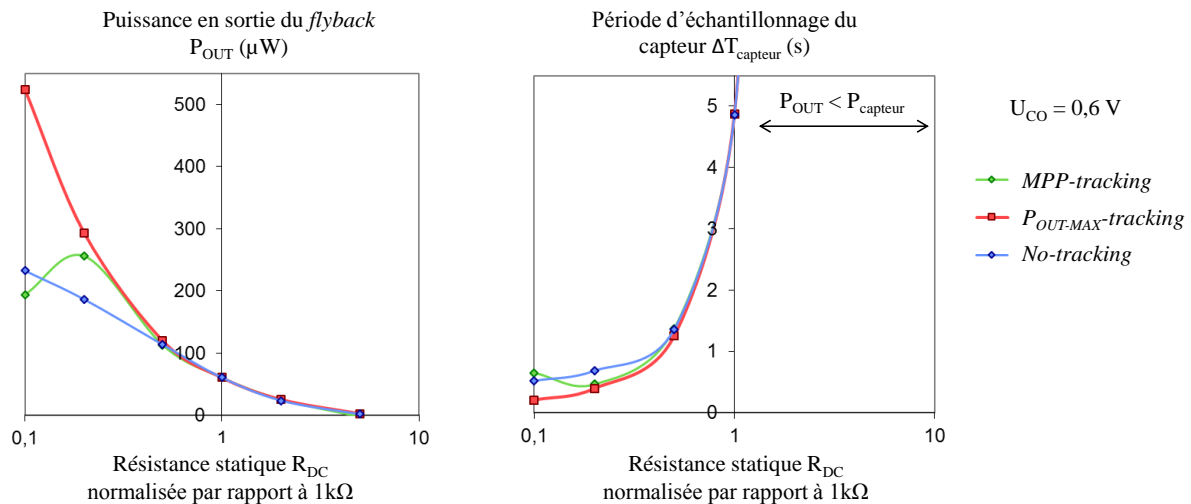 Puissance en sortie du flyback
P_OUT (µW)
500
400
300
200
100
0
0,1
1
10
Résistance statique R_DC
normalisée par rapport à 1kΩ
Période d'échantillonnage du
capteur ΔT_capteur (s)
5
4
3
2
1
0
P_OUT < P_capteur
0,1
1
10
Résistance statique R_DC
normalisée par rapport à 1kΩ
U_CO = 0,6 V
MPP-tracking
P_OUT-MAX-tracking
No-tracking